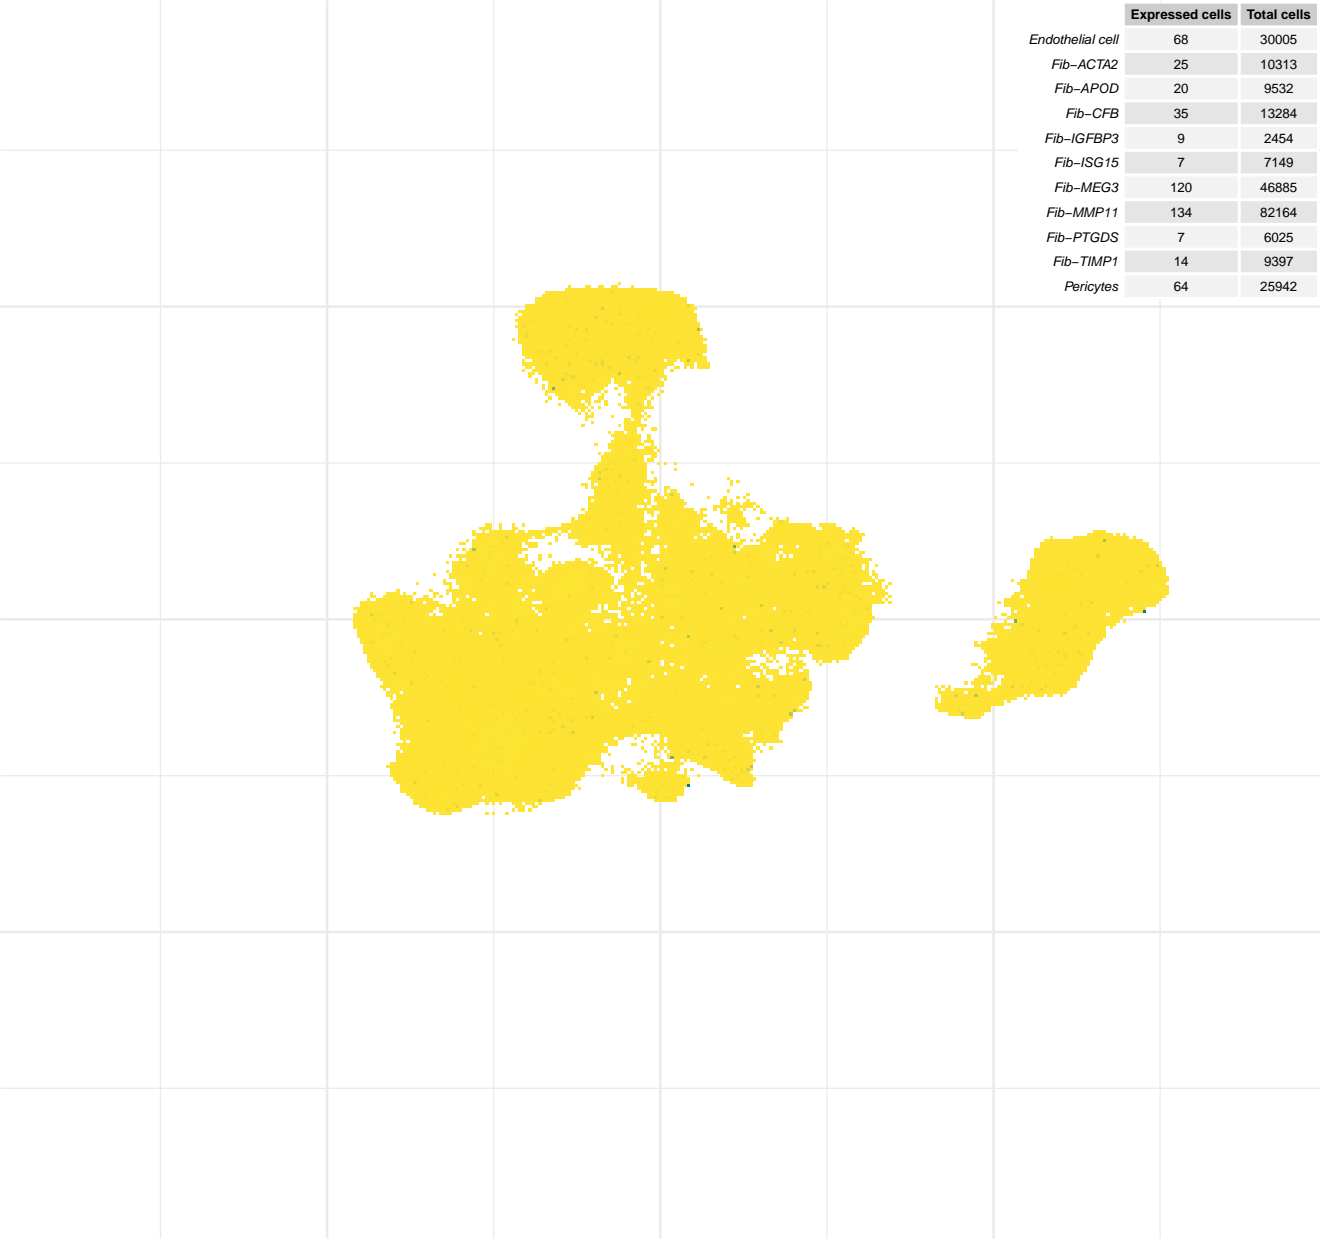 Expressed cells Total cells
Endothelial cell 68 30005
Fib−ACTA2 25 10313
Fib−APOD 20 9532
Fib−CFB 35 13284
Fib−IGFBP3 9 2454
Fib−ISG15 7 7149
Fib−MEG3 120 46885
Fib−MMP11 134 82164
Fib−PTGDS 7 6025
Fib−TIMP1 14 9397
Pericytes 64 25942